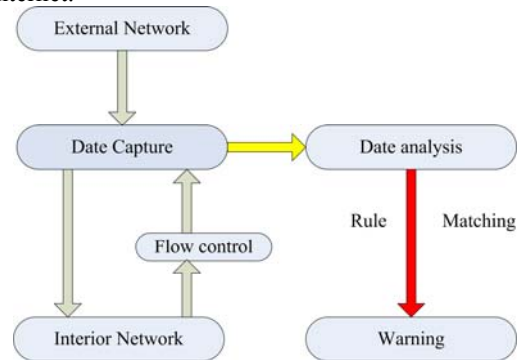 External Network
Date Capture
Date analysis
Rule Matching
Flow control
Interior Network
Warning